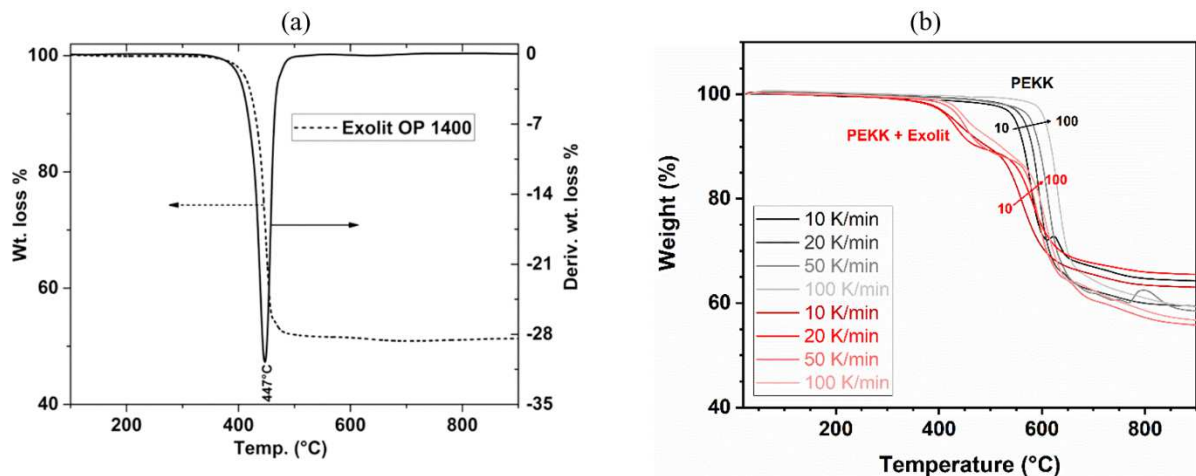 (a)
100
80
60
40
Wt. loss %
200
400
600
800
Temp. (°C)
0
-7
-14
-21
-28
-35
Deriv. wt. loss %
Exolit OP 1400
447°C
(b)
100
80
60
40
Weight (%)
200
400
600
800
Temperature (°C)
PEKK
10
100
PEKK + Exolit
100
10
10 K/min
20 K/min
50 K/min
100 K/min
10 K/min
20 K/min
50 K/min
100 K/min